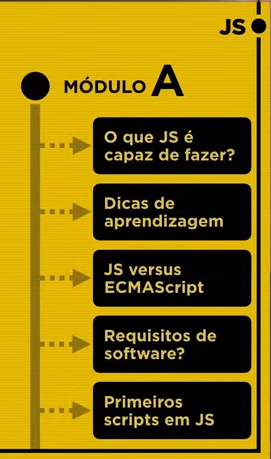 JS
MÓDULO A
O que JS é
capaz de fazer?
Dicas de
aprendizagem
JS versus
ECMAScript
Requisitos de
software?
Primeiros
scripts em JS